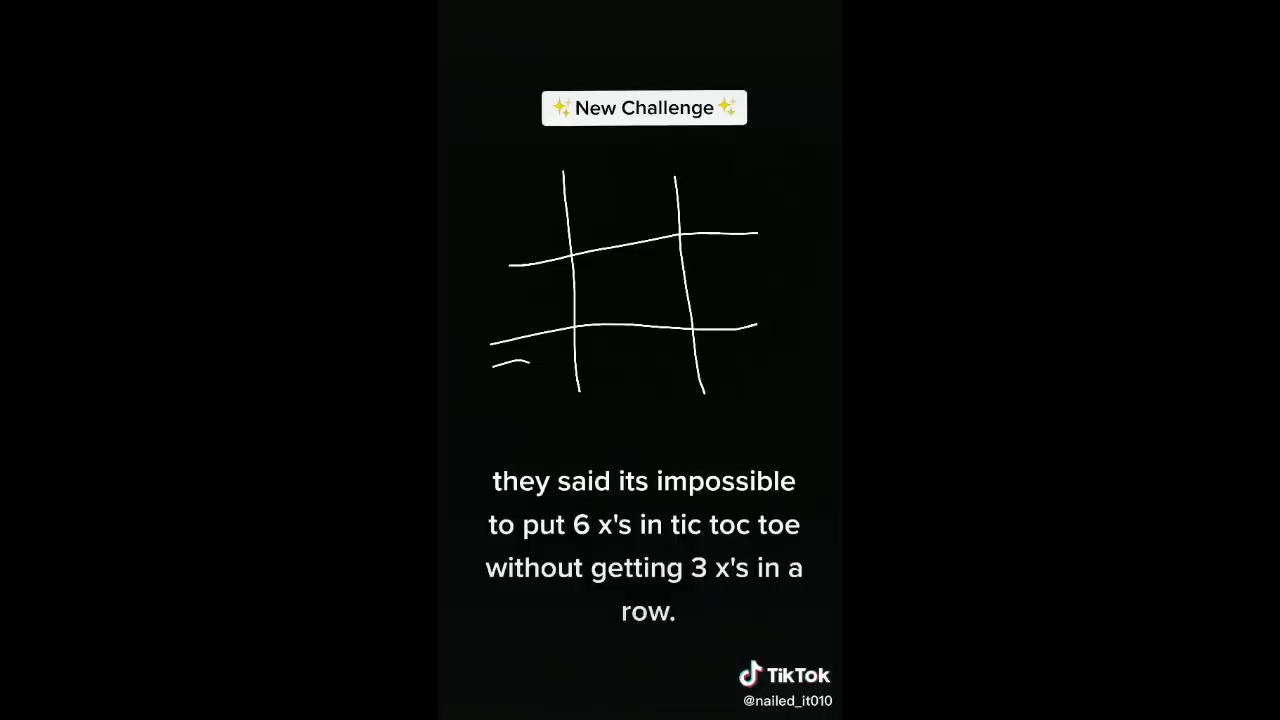 ✨New Challenge✨
they said its impossible
to put 6 x's in tic toc toe
without getting 3 x's in a
row.
TikTok
@nailed_it010